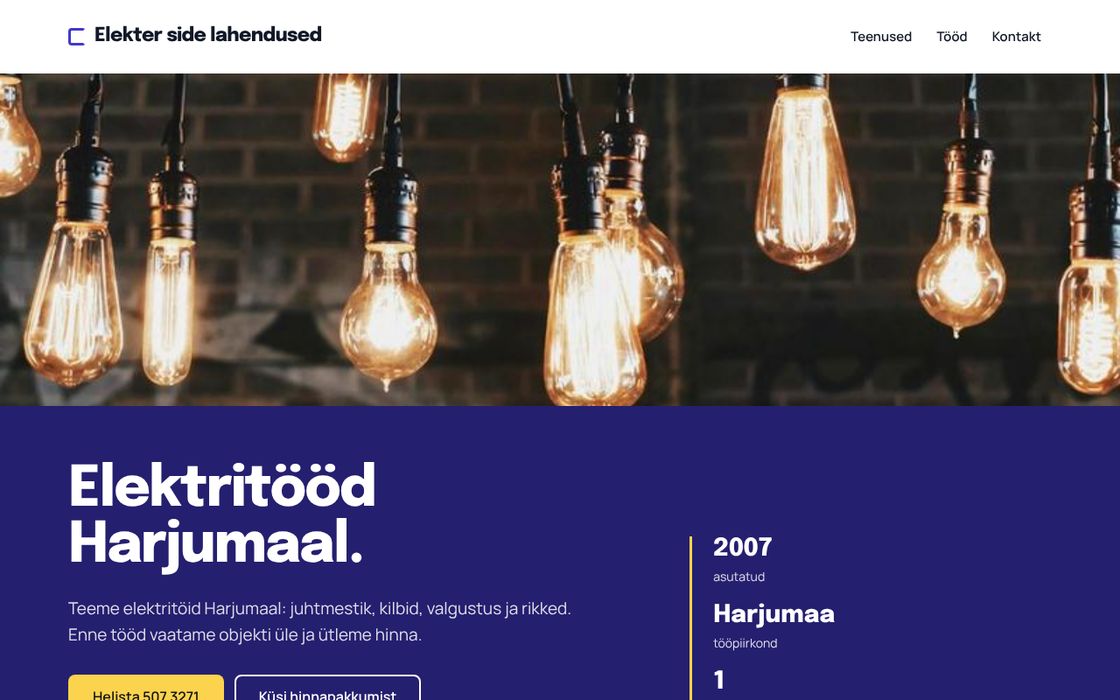 Elekter side lahendused
Teenused
Tööd
Kontakt
Elektritööd
Harjumaal.
Teeme elektritöid Harjumaal: juhtmestik, kilbid, valgustus ja rikked.
Enne tööd vaatame objekti üle ja ütleme hinna.
Helista 507 3271
Küsi hinnapakkumist
2007
asutatud
Harjumaa
tööpiirkond
1